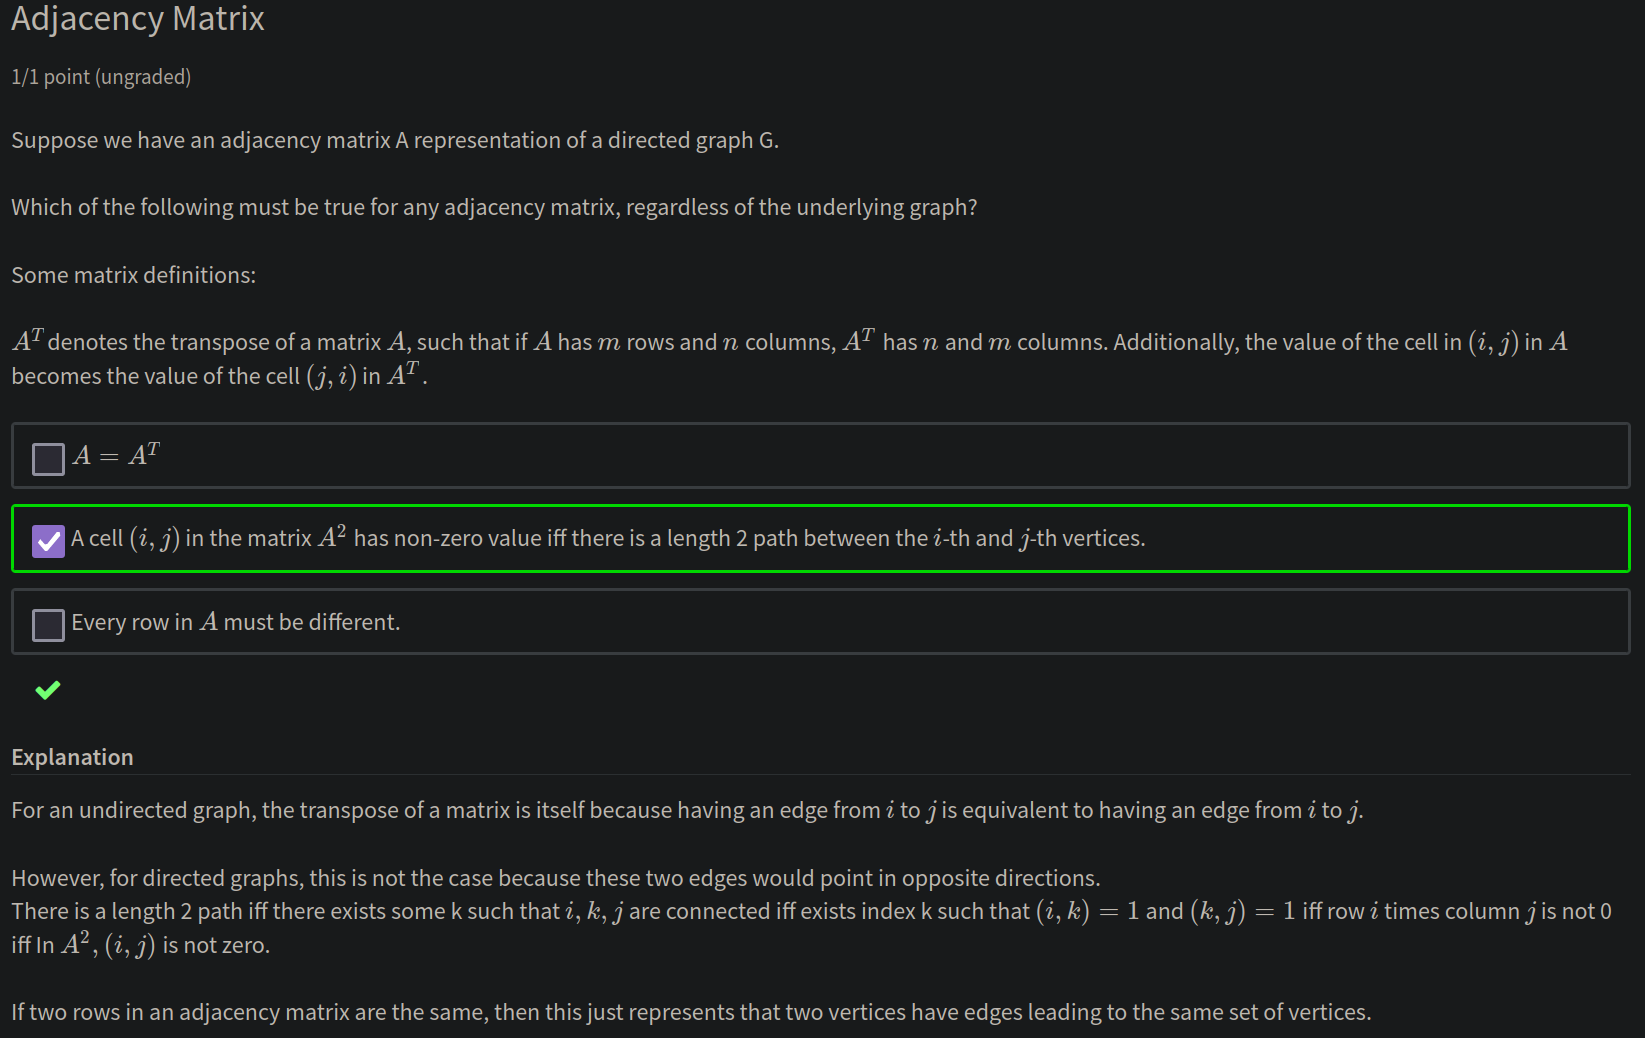 Adjacency Matrix
1/1 point (ungraded)
Suppose we have an adjacency matrix A representation of a directed graph G.
Which of the following must be true for any adjacency matrix, regardless of the underlying graph?
Some matrix definitions:
$A^T$ denotes the transpose of a matrix $A$, such that if $A$ has $m$ rows and $n$ columns, $A^T$ has $n$ and $m$ columns. Additionally, the value of the cell in $(i, j)$ in $A$
becomes the value of the cell $(j, i)$ in $A^T$.
$A = A^T$
A cell $(i, j)$ in the matrix $A^2$ has non-zero value iff there is a length 2 path between the $i$-th and $j$-th vertices.
Every row in $A$ must be different.
Explanation
For an undirected graph, the transpose of a matrix is itself because having an edge from $i$ to $j$ is equivalent to having an edge from $i$ to $j$.
However, for directed graphs, this is not the case because these two edges would point in opposite directions.
There is a length 2 path iff there exists some k such that $i, k, j$ are connected iff exists index k such that $(i, k) = 1$ and $(k, j) = 1$ iff row $i$ times column $j$ is not 0
iff In $A^2, (i, j)$ is not zero.
If two rows in an adjacency matrix are the same, then this just represents that two vertices have edges leading to the same set of vertices.